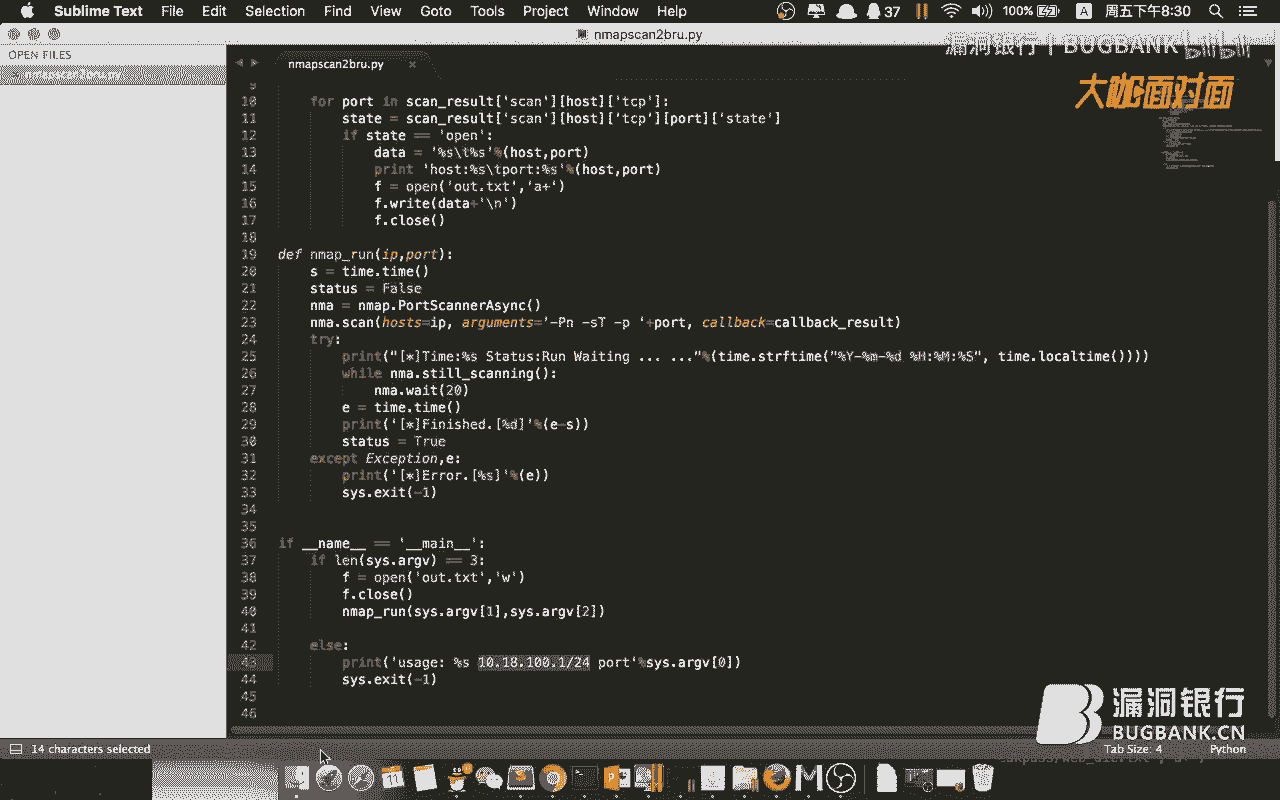 Sublime Text File Edit Selection Find View Goto Tools Project Window Help 37 100% A 周五下午8:30
nmapscan2bru.py
漏洞银行 | BUGBANK bilibili
OPEN FILES
nmapscan2bru.py
nmapscan2bru.py ×
大咖面对面
9
10 for port in scan_result['scan'][host]['tcp']:
11 state = scan_result['scan'][host]['tcp'][port]['state']
12 if state == 'open':
13 data = '%s\t%s'%(host,port)
14 print 'host:%s\tport:%s'%(host,port)
15 f = open('out.txt','a+')
16 f.write(data+'\n')
17 f.close()
18
19 def nmap_run(ip,port):
20 s = time.time()
21 status = False
22 nma = nmap.PortScannerAsync()
23 nma.scan(hosts=ip, arguments='-Pn -sT -p '+port, callback=callback_result)
24 try:
25 print("[*]Time:%s Status:Run Waiting ... ..."%(time.strftime("%Y-%m-%d %H:%M:%S", time.localtime())))
26 while nma.still_scanning():
27 nma.wait(20)
28 e = time.time()
29 print('[*]Finished.[%d]'%(e-s))
30 status = True
31 except Exception,e:
32 print('[*]Error.[%s]'%(e))
33 sys.exit(-1)
34
35
36 if __name__ == '__main__':
37 if len(sys.argv) == 3:
38 f = open('out.txt','w')
39 f.close()
40 nmap_run(sys.argv[1],sys.argv[2])
41
42 else:
43 print('usage: %s 10.18.100.1/24 port'%sys.argv[0])
44 sys.exit(-1)
45
46
漏洞银行
BUGBANK.CN
14 characters selected Tab Size: 4 Python